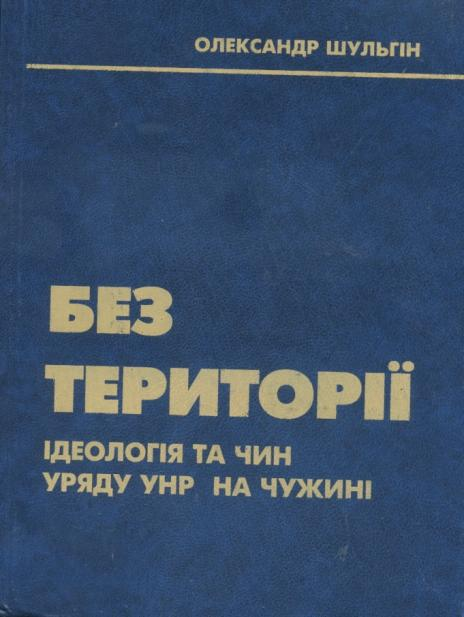 ОЛЕКСАНДР ШУЛЬГІН
БЕЗ
ТЕРИТОРІЇ
ІДЕОЛОГІЯ ТА ЧИН
УРЯДУ УНР НА ЧУЖИНІ